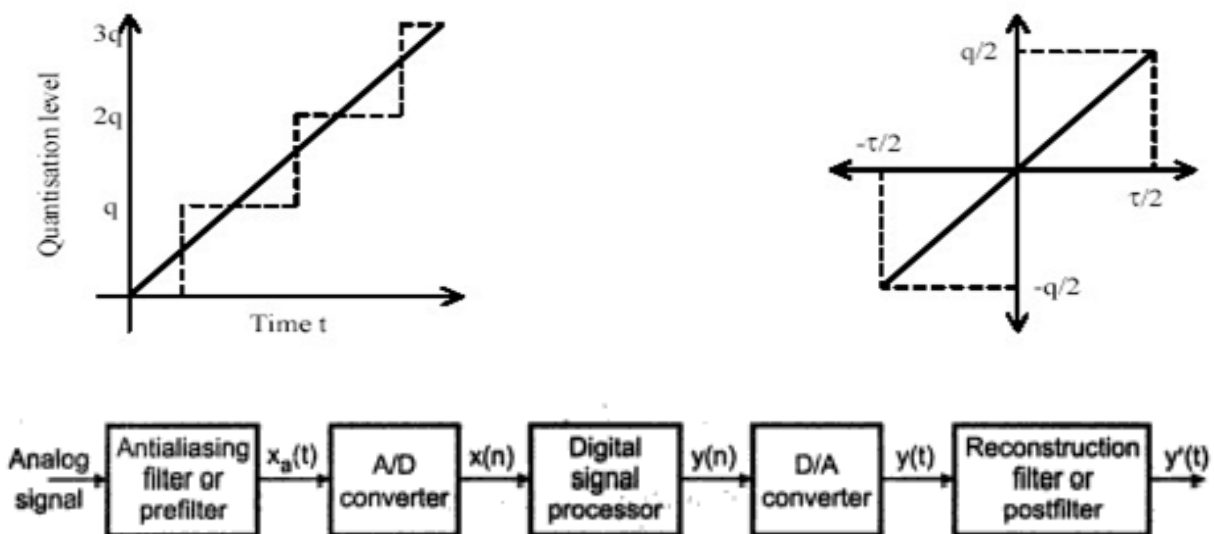 3q
2q
q
Quantisation level
Time t
q/2
-τ/2
τ/2
-q/2
Analog
signal
Antialiasing
filter or
prefilter
xₐ(t)
A/D
converter
x(n)
Digital
signal
processor
y(n)
D/A
converter
y(t)
Reconstruction
filter or
postfilter
y'(t)